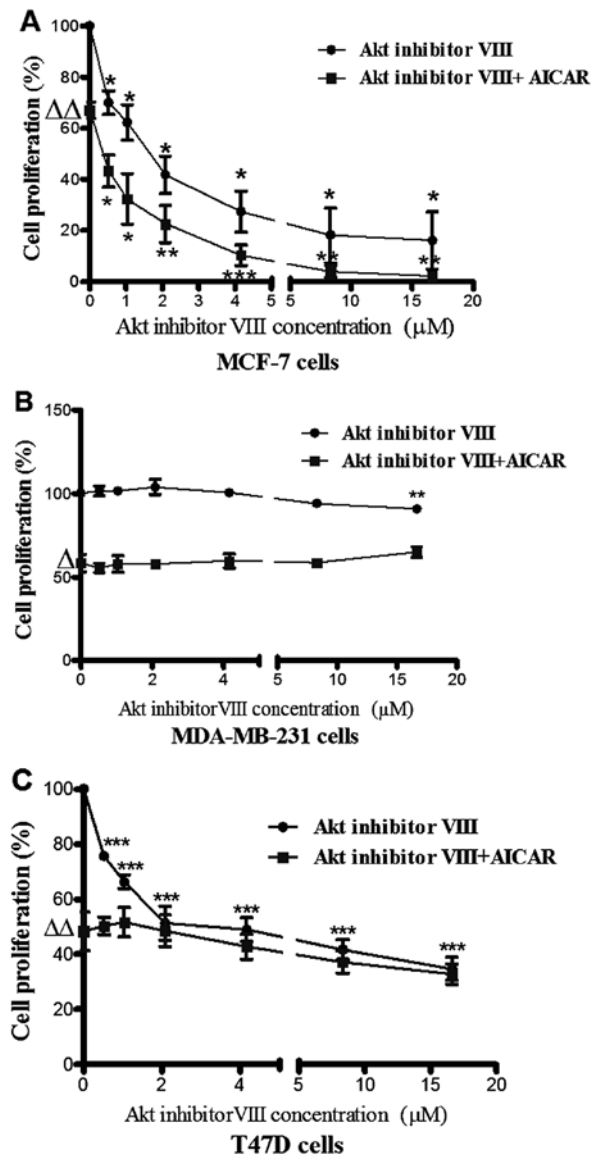 A
Akt inhibitor VIII
Akt inhibitor VIII+ AICAR
Cell proliferation (%)
100
80
ΔΔ
60
40
20
0
* * * * * *
* * ** *** ** **
0 1 2 3 4 5 5 10 15 20
Akt inhibitor VIII concentration (μM)
MCF-7 cells
B
Akt inhibitor VIII
Akt inhibitor VIII+AICAR
Cell proliferation (%)
150
100
**
Δ
50
0
0 2 4 5 10 15 20
Akt inhibitorVIII concentration (μM)
MDA-MB-231 cells
C
Akt inhibitor VIII
Akt inhibitor VIII+AICAR
Cell proliferation (%)
100
80
*** *** *** *** *** ***
60
ΔΔ
40
20
0
0 2 4 5 10 15 20
Akt inhibitorVIII concentration (μM)
T47D cells